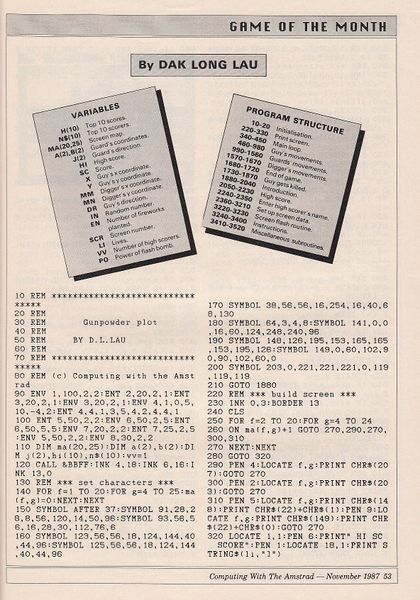 GAME OF THE MONTH
By DAK LONG LAU
VARIABLES
H(10) Top 10 scores.
N$(10) Top 10 scorers.
MA(20,25) Screen map.
A(2),B(2) Guard's coordinates.
J(2) Guard's direction.
HI High score.
SC Score.
X Guy's x coordinate.
Y Guy's y coordinate.
MM Digger's x coordinate.
MN Digger's y coordinate.
DR Guy's direction.
IN Random number.
EN Number of fireworks
planted.
SCR Screen number.
LI Lives.
VV Number of high scorers.
PO Power of flash bomb.
PROGRAM STRUCTURE
10-20 Initialisation.
220-330 Print screen.
340-450 Main loop.
460-980 Guy's movements.
990-1560 Guards' movements.
1570-1670 Digger's movements.
1680-1720 End of game.
1730-1870 Guy gets killed.
1880-2040 Introduction.
2050-2230 High score.
2240-2350 Enter high scorer's name.
2360-3210 Set up screen data.
3220-3230 Screen flash routine.
3240-3400 Instructions.
3410-3520 Miscellaneous subroutines.
10 REM ****************************
*****
20 REM
30 REM Gunpowder plot
40 REM
50 REM BY D.L.LAU
60 REM
70 REM ****************************
*****
80 REM (c) Computing with the Amst
rad
90 ENV 1,100,2,2:ENT 2,20,2,1:ENT
3,20,2,1:ENV 3,20,2,1:ENV 4,1,0,5,
10,-4,2:ENT 4,4,1,3,5,4,2,4,4,1
100 ENT 5,50,2,2:ENV 6,50,2,5:ENT
6,50,5,5:ENV 7,20,2,2:ENT 7,25,2,5
:ENV 5,50,2,2:ENV 8,30,2,2
110 DIM ma(20,25):DIM a(2),b(2):DI
M j(2),hi(10),n$(10):vv=1
120 CALL &BBFF:INK 4,18:INK 6,16:I
NK 13,0
130 REM *** set characters ***
140 FOR f=1 TO 20:FOR g=4 TO 25:ma
(f,g)=0:NEXT:NEXT
150 SYMBOL AFTER 37:SYMBOL 91,28,2
8,8,56,120,14,50,96:SYMBOL 93,56,5
6,16,28,30,112,76,6
160 SYMBOL 123,56,56,18,124,144,40
,44,96:SYMBOL 125,56,56,18,124,144
,40,44,96
170 SYMBOL 38,56,56,16,254,16,40,6
8,130
180 SYMBOL 64,3,4,8:SYMBOL 141,0,0
,16,60,124,248,240,96
190 SYMBOL 148,126,195,153,165,165
,153,195,126:SYMBOL 149,0,60,102,9
0,90,102,60,0
200 SYMBOL 203,0,221,221,221,0,119
,119,119
210 GOTO 1880
220 REM *** build screen ***
230 INK 0,3:BORDER 13
240 CLS
250 FOR f=2 TO 20:FOR g=4 TO 24
260 ON ma(f,g)+1 GOTO 270,290,270,
300,310
270 NEXT:NEXT
280 GOTO 320
290 PEN 4:LOCATE f,g:PRINT CHR$(20
7):GOTO 270
300 PEN 2:LOCATE f,g:PRINT CHR$(20
3):GOTO 270
310 PEN 5:LOCATE f,g:PRINT CHR$(14
8):PRINT CHR$(22)+CHR$(1):PEN 9:LO
CATE f,g:PRINT CHR$(149):PRINT CHR
$(22)+CHR$(0):GOTO 270
320 LOCATE 1,1:PEN 6:PRINT" HI SC
SCORE":PEN 1:LOCATE 18,1:PRINT S
TRING$(li,"]")
Computing With The Amstrad — November 1987 53